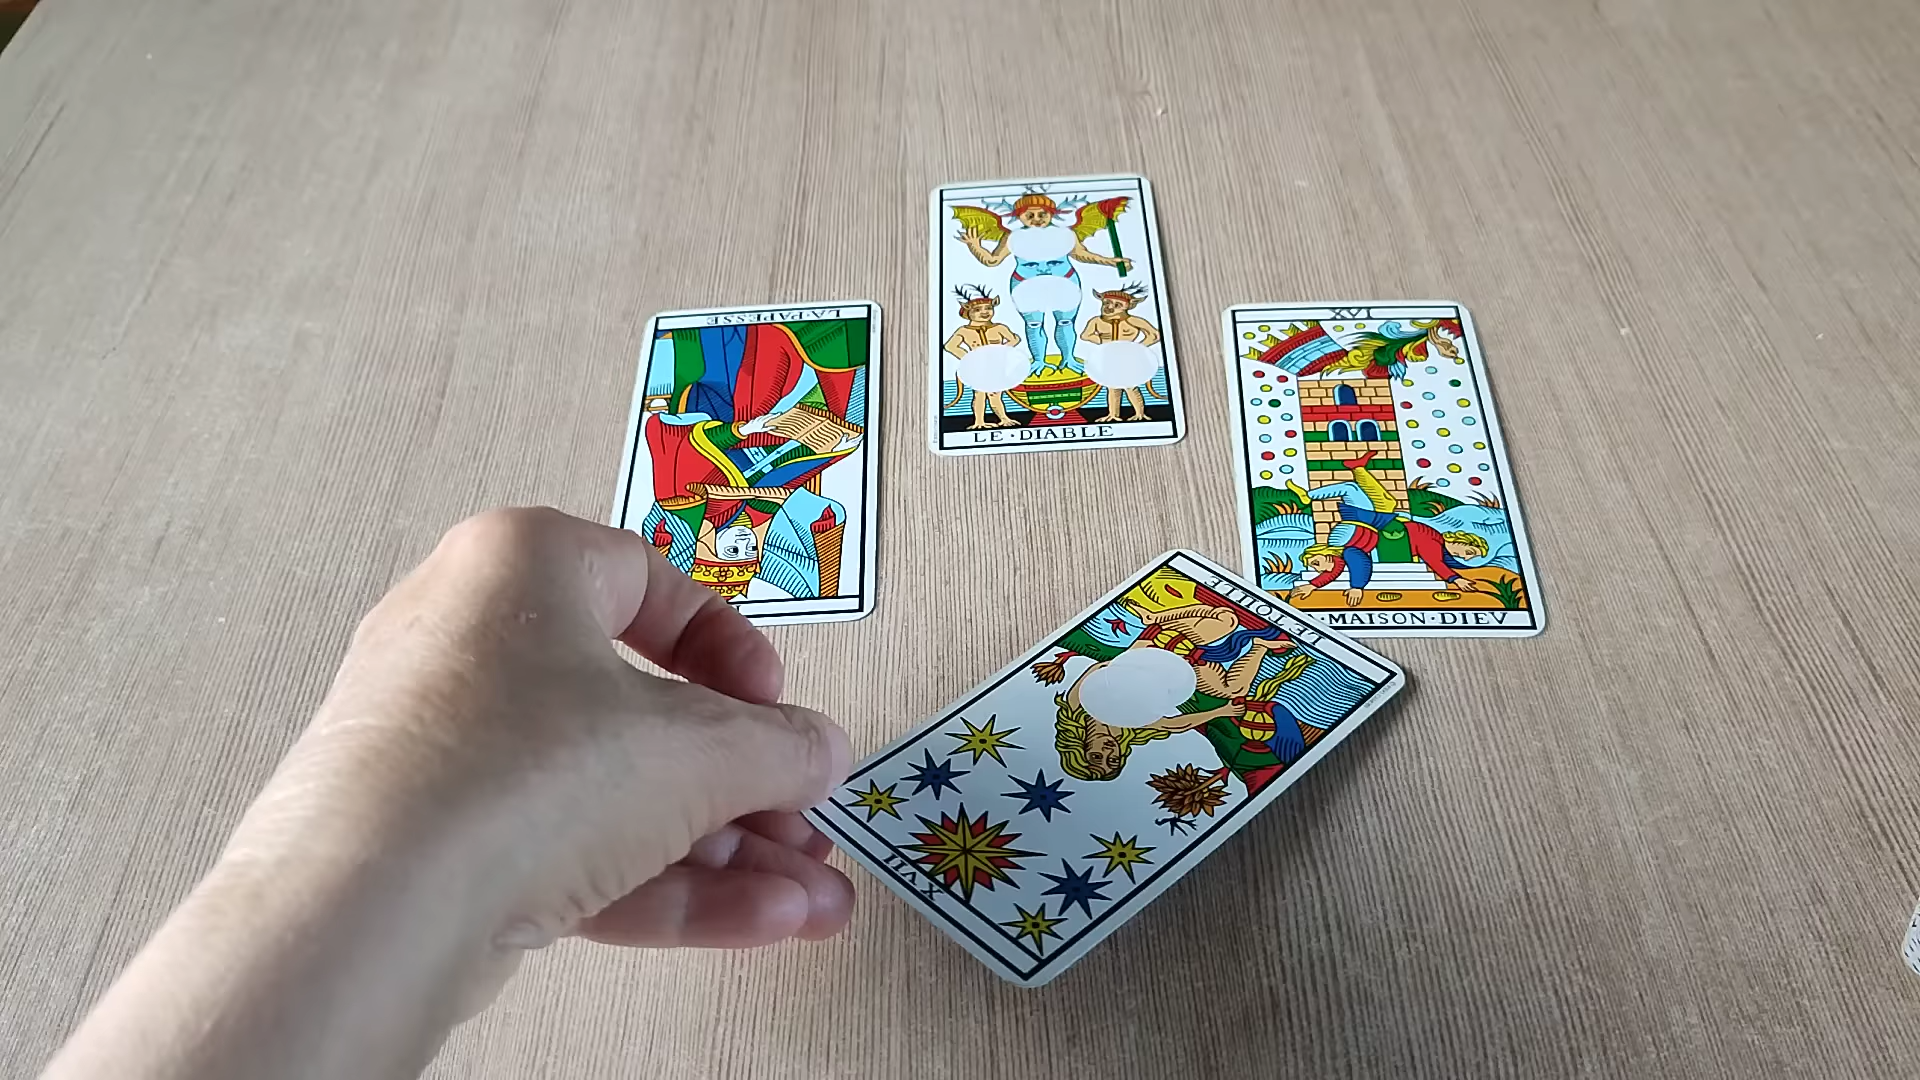 XV
LE·DIABLE
LA·PAPESSE
XVI
MAISON·DIEV
LE·TOILLE
XVII